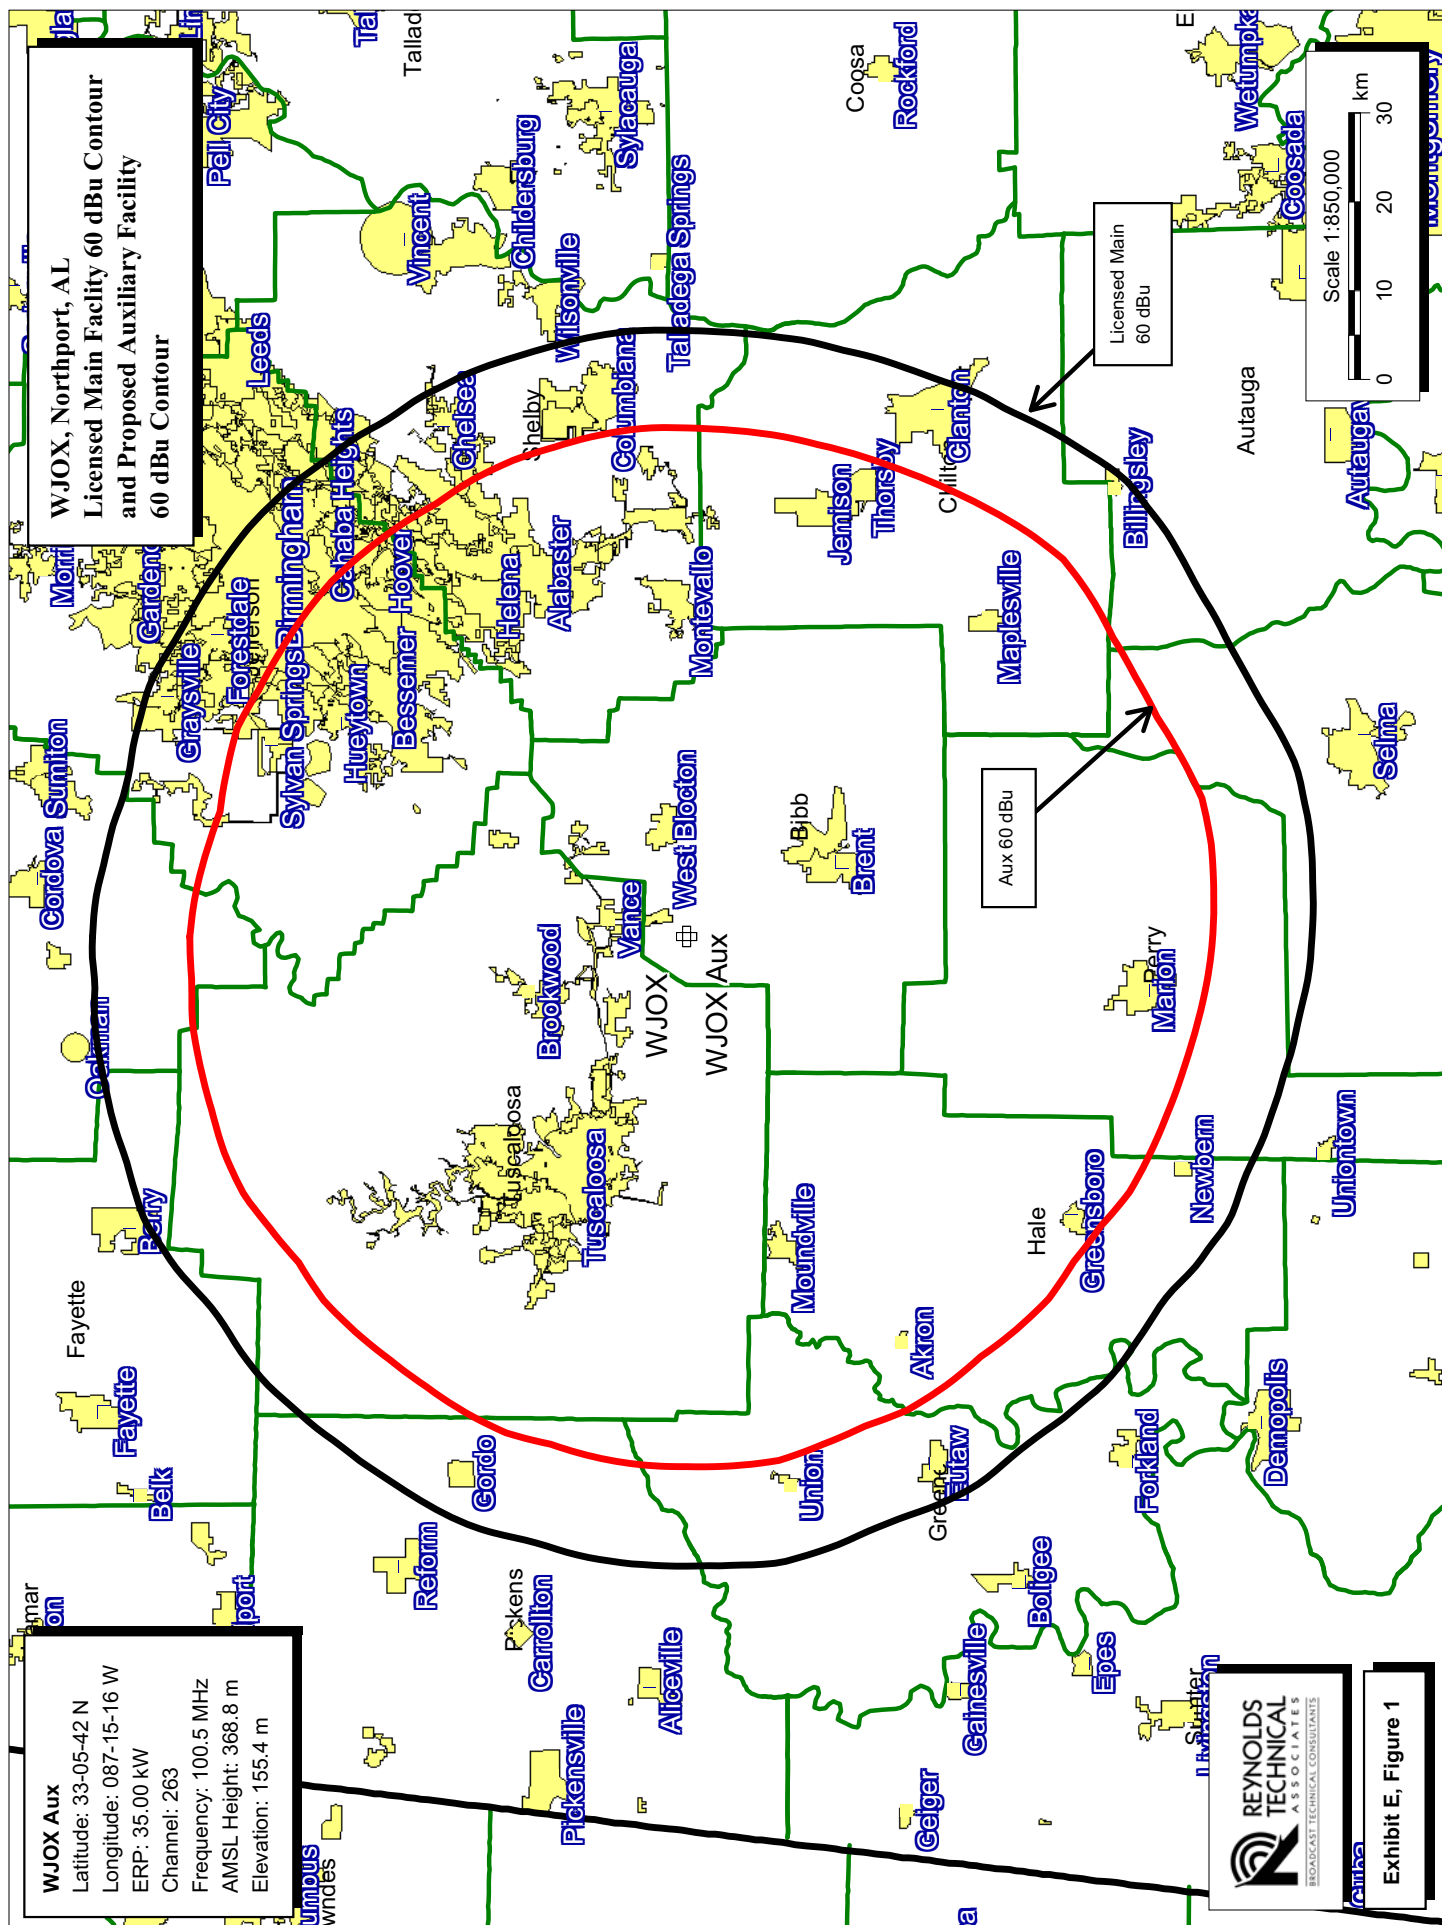 WJOX, Northport, AL
Licensed Main Faclity 60 dBu Contour
and Proposed Auxiliary Facility
60 dBu Contour
WJOX Aux
Latitude: 33-05-42 N
Longitude: 087-15-16 W
ERP: 35.00 kW
Channel: 263
Frequency: 100.5 MHz
AMSL Height: 368.8 m
Elevation: 155.4 m
Fayette
Fayette
Belk
Berry
Oakman
Cordova
Sumiton
Graysville
Forestdale
Sylvan Springs
Birmingham
Hueytown
Bessemer
Hoover
Cahaba Heights
Leeds
Pell City
Vincent
Chelsea
Shelby
Helena
Alabaster
Columbiana
Wilsonville
Childersburg
Sylacauga
Talladega Springs
Montevallo
Gordo
Reform
Pickens
Carrollton
Aliceville
Pickensville
Tuscaloosa
Tuscaloosa
Brookwood
Vance
West Blocton
WJOX
WJOX Aux
Bibb
Brent
Moundville
Akron
Union
Eutaw
Hale
Greensboro
Newbern
Marion
Perry
Uniontown
Selma
Maplesville
Jemison
Thorsby
Clanton
Billingsley
Autauga
Coosa
Rockford
Coosada
Forkland
Demopolis
Boligee
Gainesville
Epes
Sumter
Geiger
Aux 60 dBu
Licensed Main
60 dBu
Scale 1:850,000
0 10 20 30 km
REYNOLDS
TECHNICAL
ASSOCIATES
BROADCAST TECHNICAL CONSULTANTS
Exhibit E, Figure 1